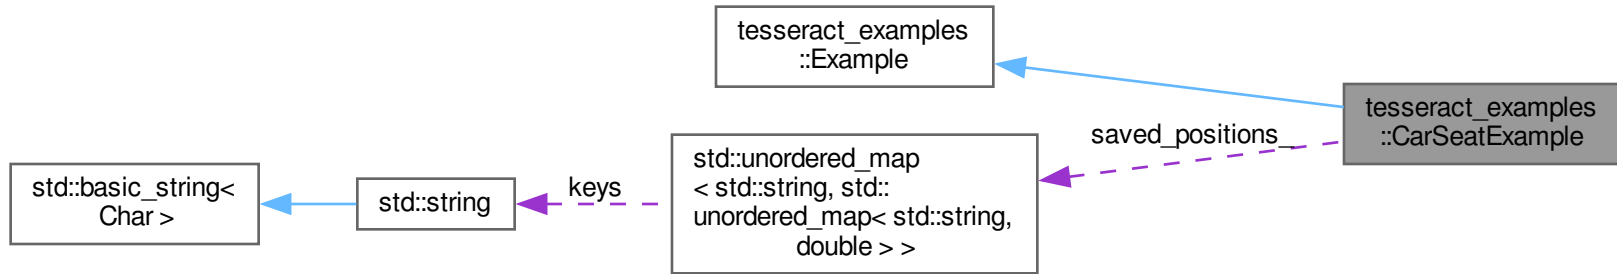 tesseract_examples
::Example
tesseract_examples
::CarSeatExample
saved_positions_
std::unordered_map
< std::string, std::
unordered_map< std::string,
double > >
keys
std::string
std::basic_string<
Char >